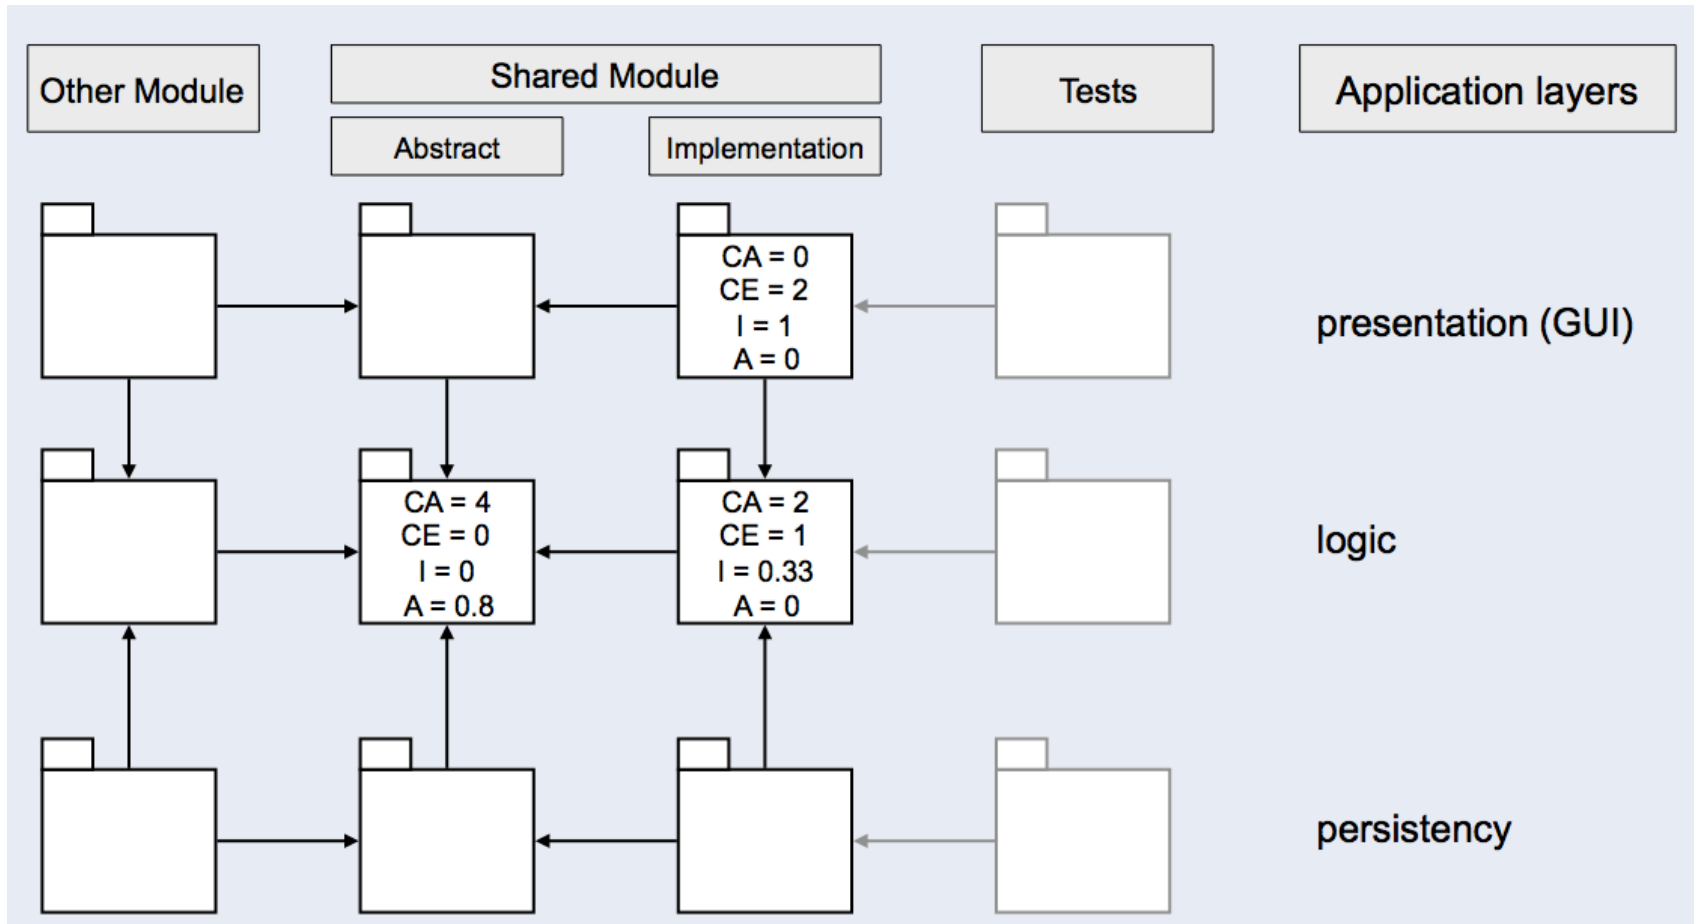 Other Module
Shared Module
Tests
Application layers
Abstract
Implementation
CA = 0
CE = 2
I = 1
A = 0
presentation (GUI)
CA = 4
CE = 0
I = 0
A = 0.8
CA = 2
CE = 1
I = 0.33
A = 0
logic
persistency